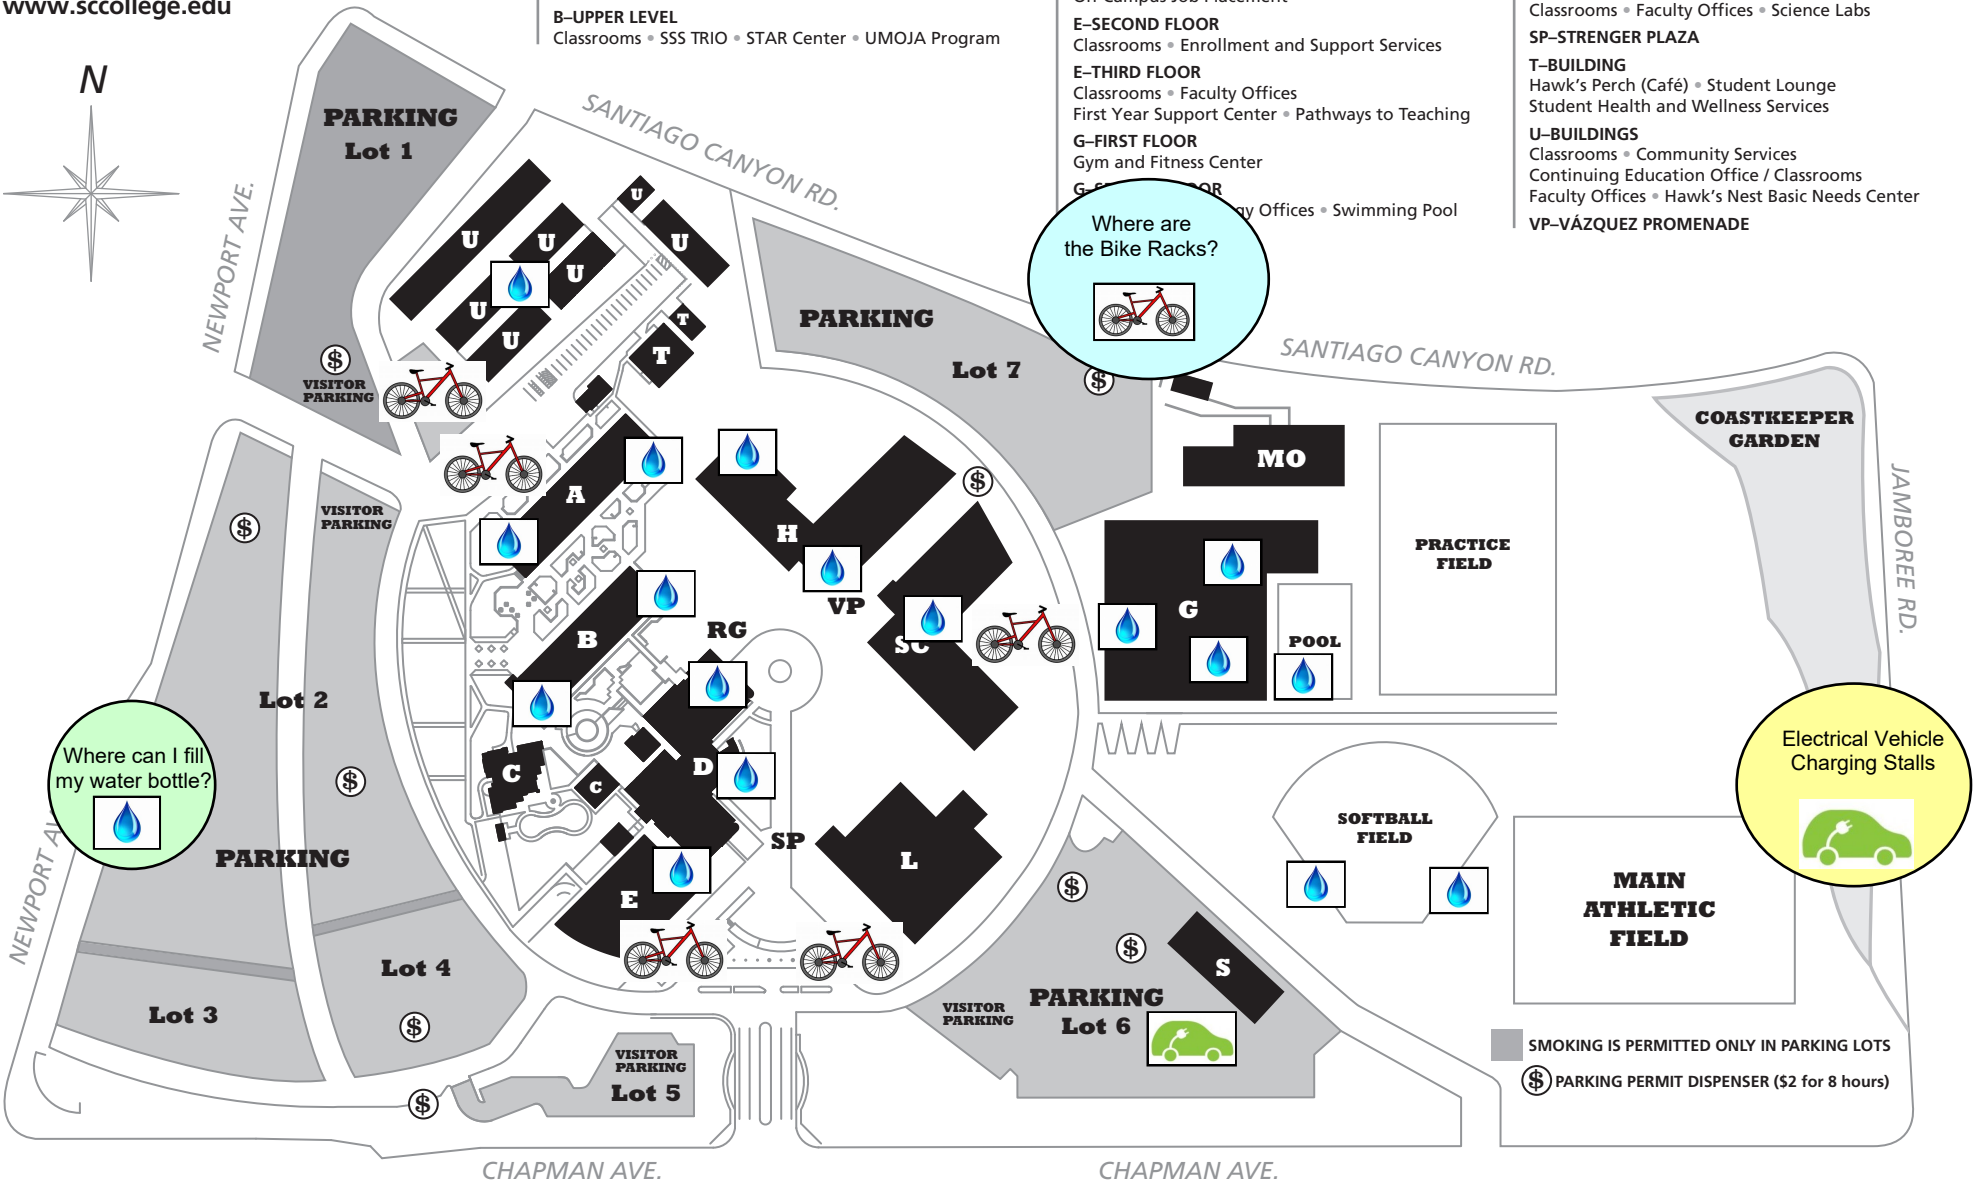 www.sccollege.edu
B–UPPER LEVEL
Classrooms • SSS TRIO • STAR Center • UMOJA Program
E–SECOND FLOOR
Classrooms • Enrollment and Support Services
E–THIRD FLOOR
Classrooms • Faculty Offices
First Year Support Center • Pathways to Teaching
G–FIRST FLOOR
Gym and Fitness Center
Offices • Swimming Pool
Classrooms • Faculty Offices • Science Labs
SP–STRENGER PLAZA
T–BUILDING
Hawk's Perch (Café) • Student Lounge
Student Health and Wellness Services
U–BUILDINGS
Classrooms • Community Services
Continuing Education Office / Classrooms
Faculty Offices • Hawk's Nest Basic Needs Center
VP–VÁZQUEZ PROMENADE
N
PARKING
Lot 1
SANTIAGO CANYON RD.
NEWPORT AVE.
U
U
U
U
U
U
U
T
T
$
VISITOR
PARKING
Where are
the Bike Racks?
PARKING
Lot 7
$
SANTIAGO CANYON RD.
COASTKEEPER
GARDEN
JAMBOREE RD.
MO
PRACTICE
FIELD
$
VISITOR
PARKING
$
A
H
VP
B
RG
SC
G
POOL
Lot 2
Where can I fill
my water bottle?
$
PARKING
C
C
D
SP
E
L
Electrical Vehicle
Charging Stalls
SOFTBALL
FIELD
MAIN
ATHLETIC
FIELD
$
$
S
NEWPORT AV
Lot 4
Lot 3
$
VISITOR
PARKING
PARKING
Lot 6
VISITOR
PARKING
Lot 5
$
SMOKING IS PERMITTED ONLY IN PARKING LOTS
$ PARKING PERMIT DISPENSER ($2 for 8 hours)
CHAPMAN AVE.
CHAPMAN AVE.